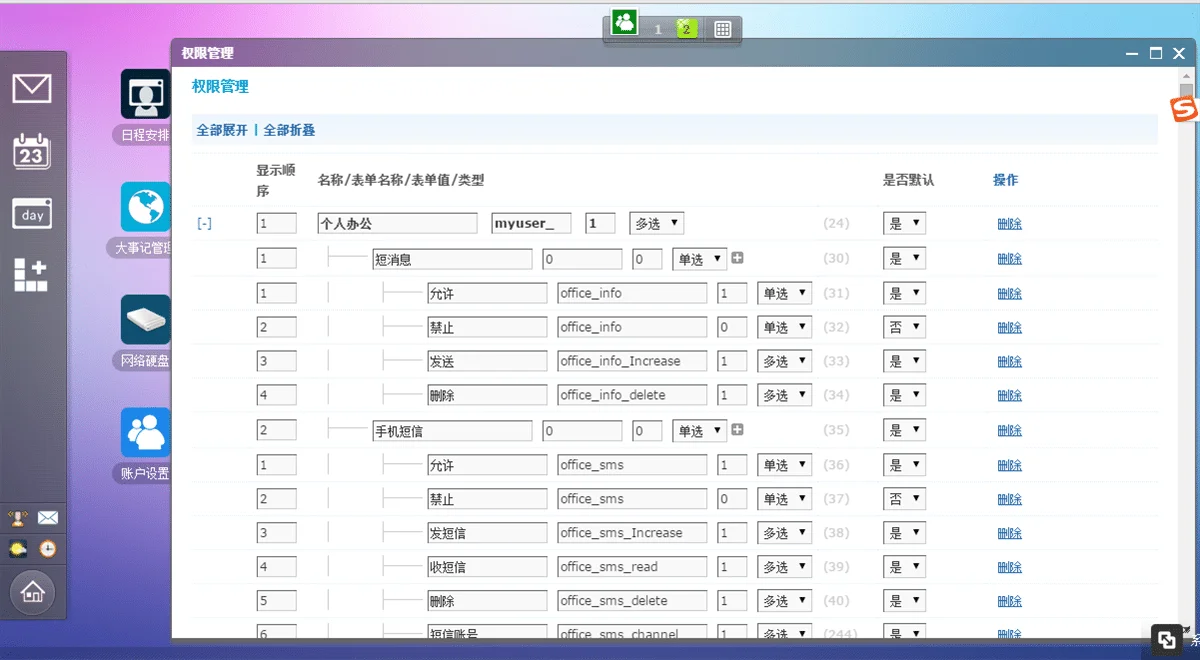 1 2
权限管理
23
day
日程安排
大事记管理
网络硬盘
账户设置
权限管理
全部展开 | 全部折叠
显示顺序 名称/表单名称/表单值/类型 是否默认 操作
[-] 1 个人办公 myuser_ 1 多选 (24) 是 删除
1 短消息 0 0 单选 (30) 是 删除
1 允许 office_info 1 单选 (31) 是 删除
2 禁止 office_info 0 单选 (32) 否 删除
3 发送 office_info_Increase 1 多选 (33) 是 删除
4 删除 office_info_delete 1 多选 (34) 是 删除
2 手机短信 0 0 单选 (35) 是 删除
1 允许 office_sms 1 单选 (36) 是 删除
2 禁止 office_sms 0 单选 (37) 否 删除
3 发短信 office_sms_Increase 1 多选 (38) 是 删除
4 收短信 office_sms_read 1 多选 (39) 是 删除
5 删除 office_sms_delete 1 多选 (40) 是 删除
6 短信账号 office_sms_channel 1 多选 (244) 是 删除